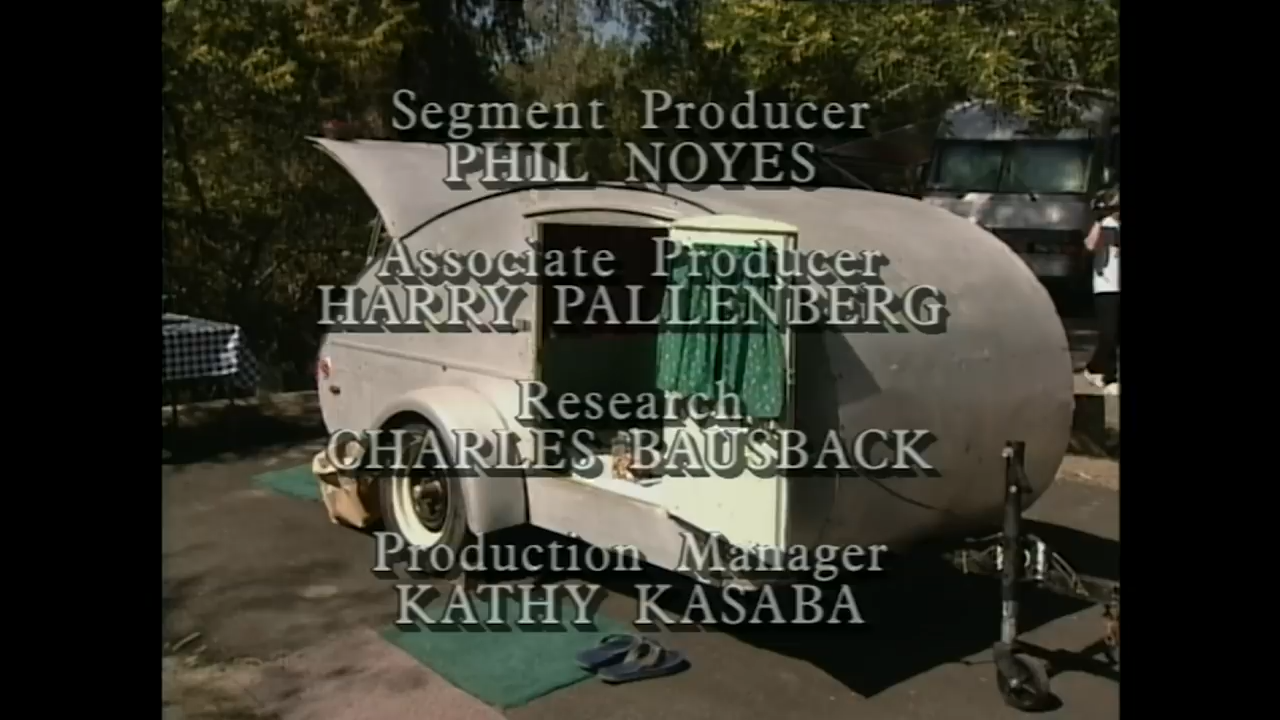 Segment Producer
PHIL NOYES
Associate Producer
HARRY PALLENBERG
Research
CHARLES BAUSBACK
Production Manager
KATHY KASABA